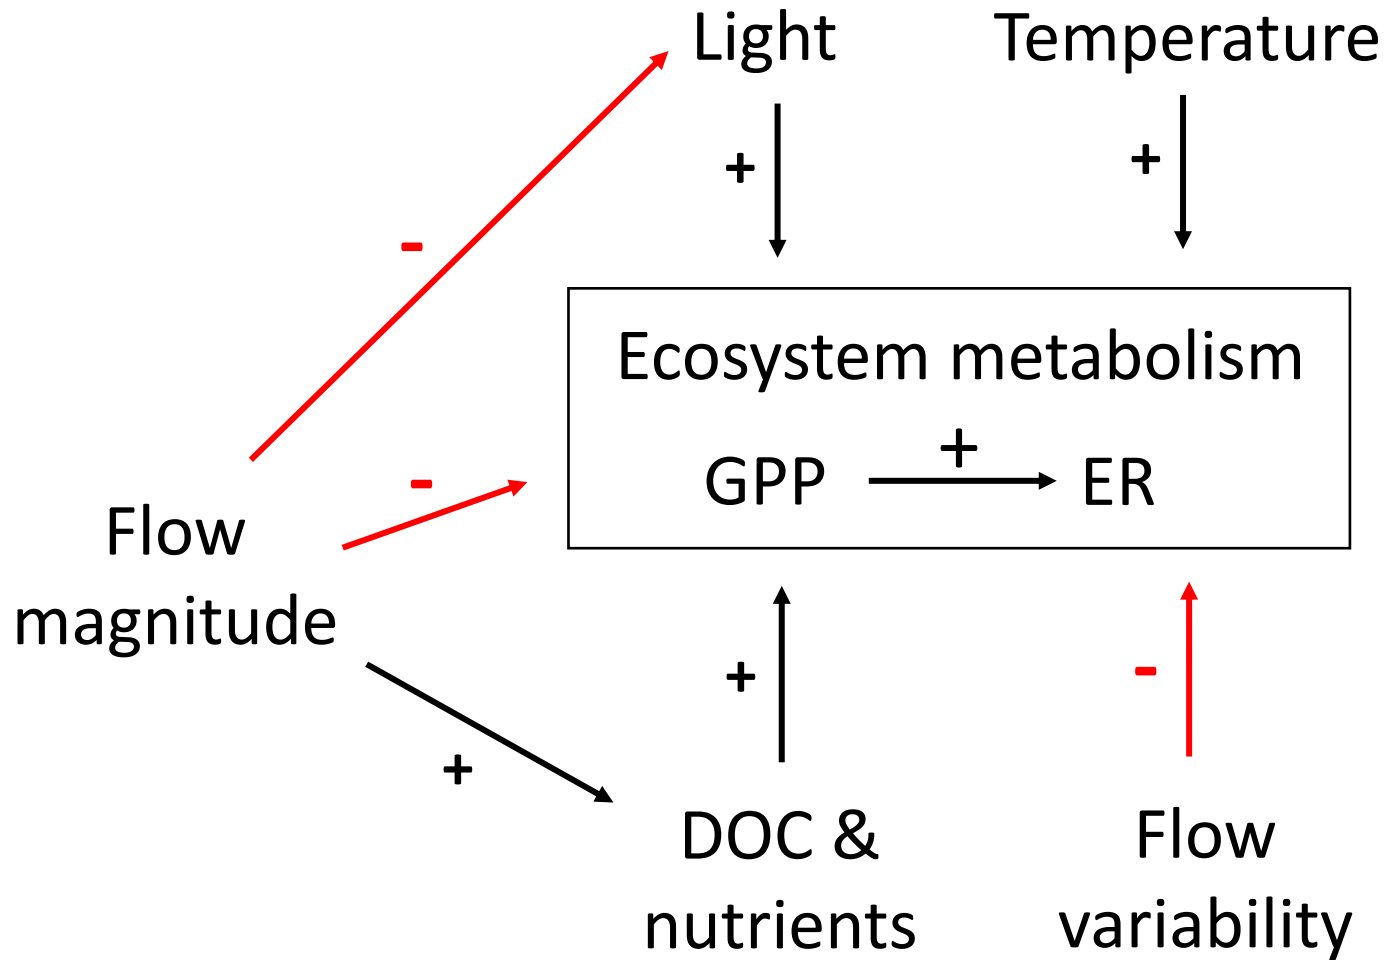 Light
Temperature
+
+
-
Ecosystem metabolism
+
GPP
ER
-
Flow
magnitude
+
-
+
DOC &
nutrients
Flow
variability